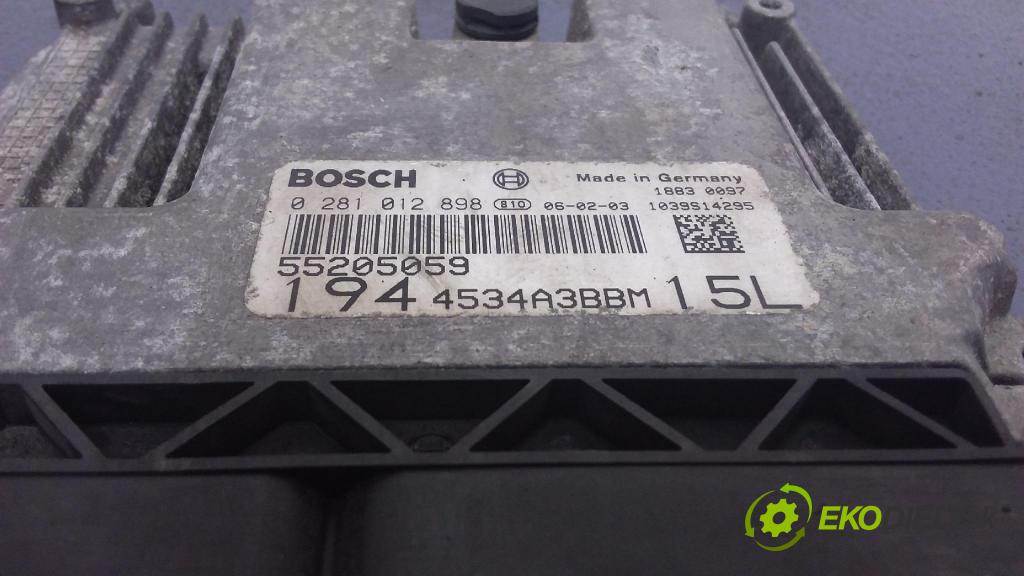 BOSCH Made in Germany
1883 0097
0 281 012 898 810 06-02-03 1039S14295
55205059
194 4534A3BBM 15L
EKODIELY.SK